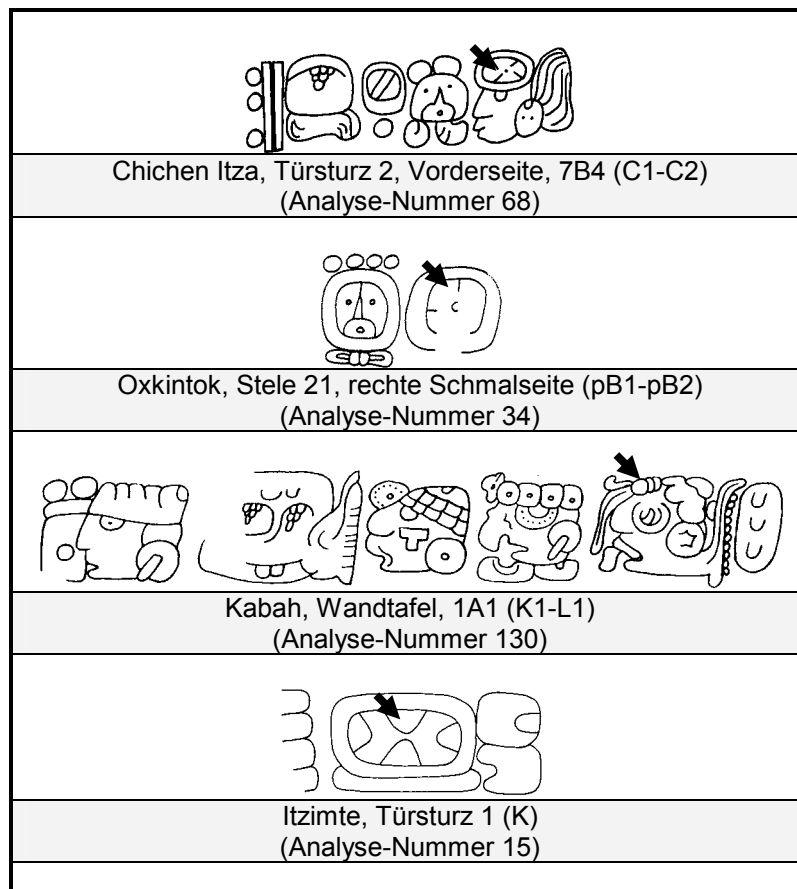 Chichen Itza, Türsturz 2, Vorderseite, 7B4 (C1-C2)
(Analyse-Nummer 68)
Oxkintok, Stele 21, rechte Schmalseite (pB1-pB2)
(Analyse-Nummer 34)
Kabah, Wandtafel, 1A1 (K1-L1)
(Analyse-Nummer 130)
Itzimte, Türsturz 1 (K)
(Analyse-Nummer 15)